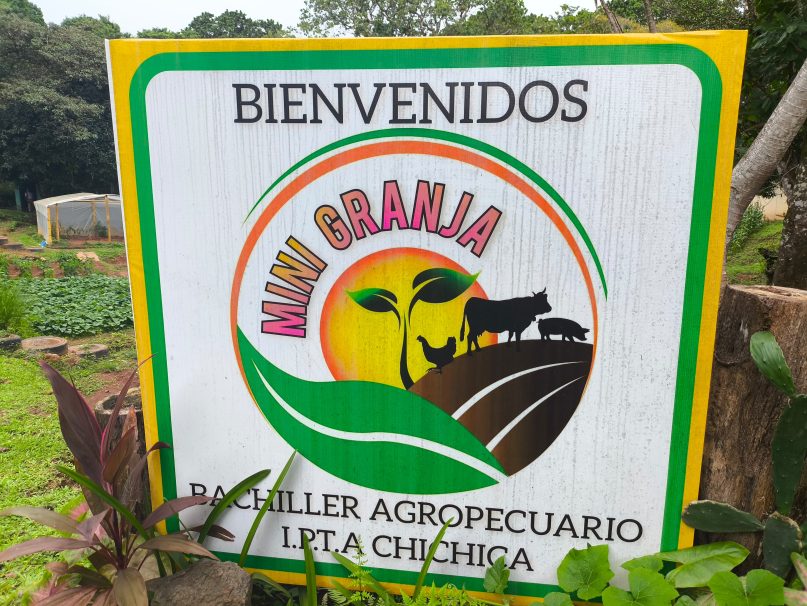 BIENVENIDOS
MINI GRANJA
BACHILLER AGROPECUARIO
I.P.T.A CHICHICA